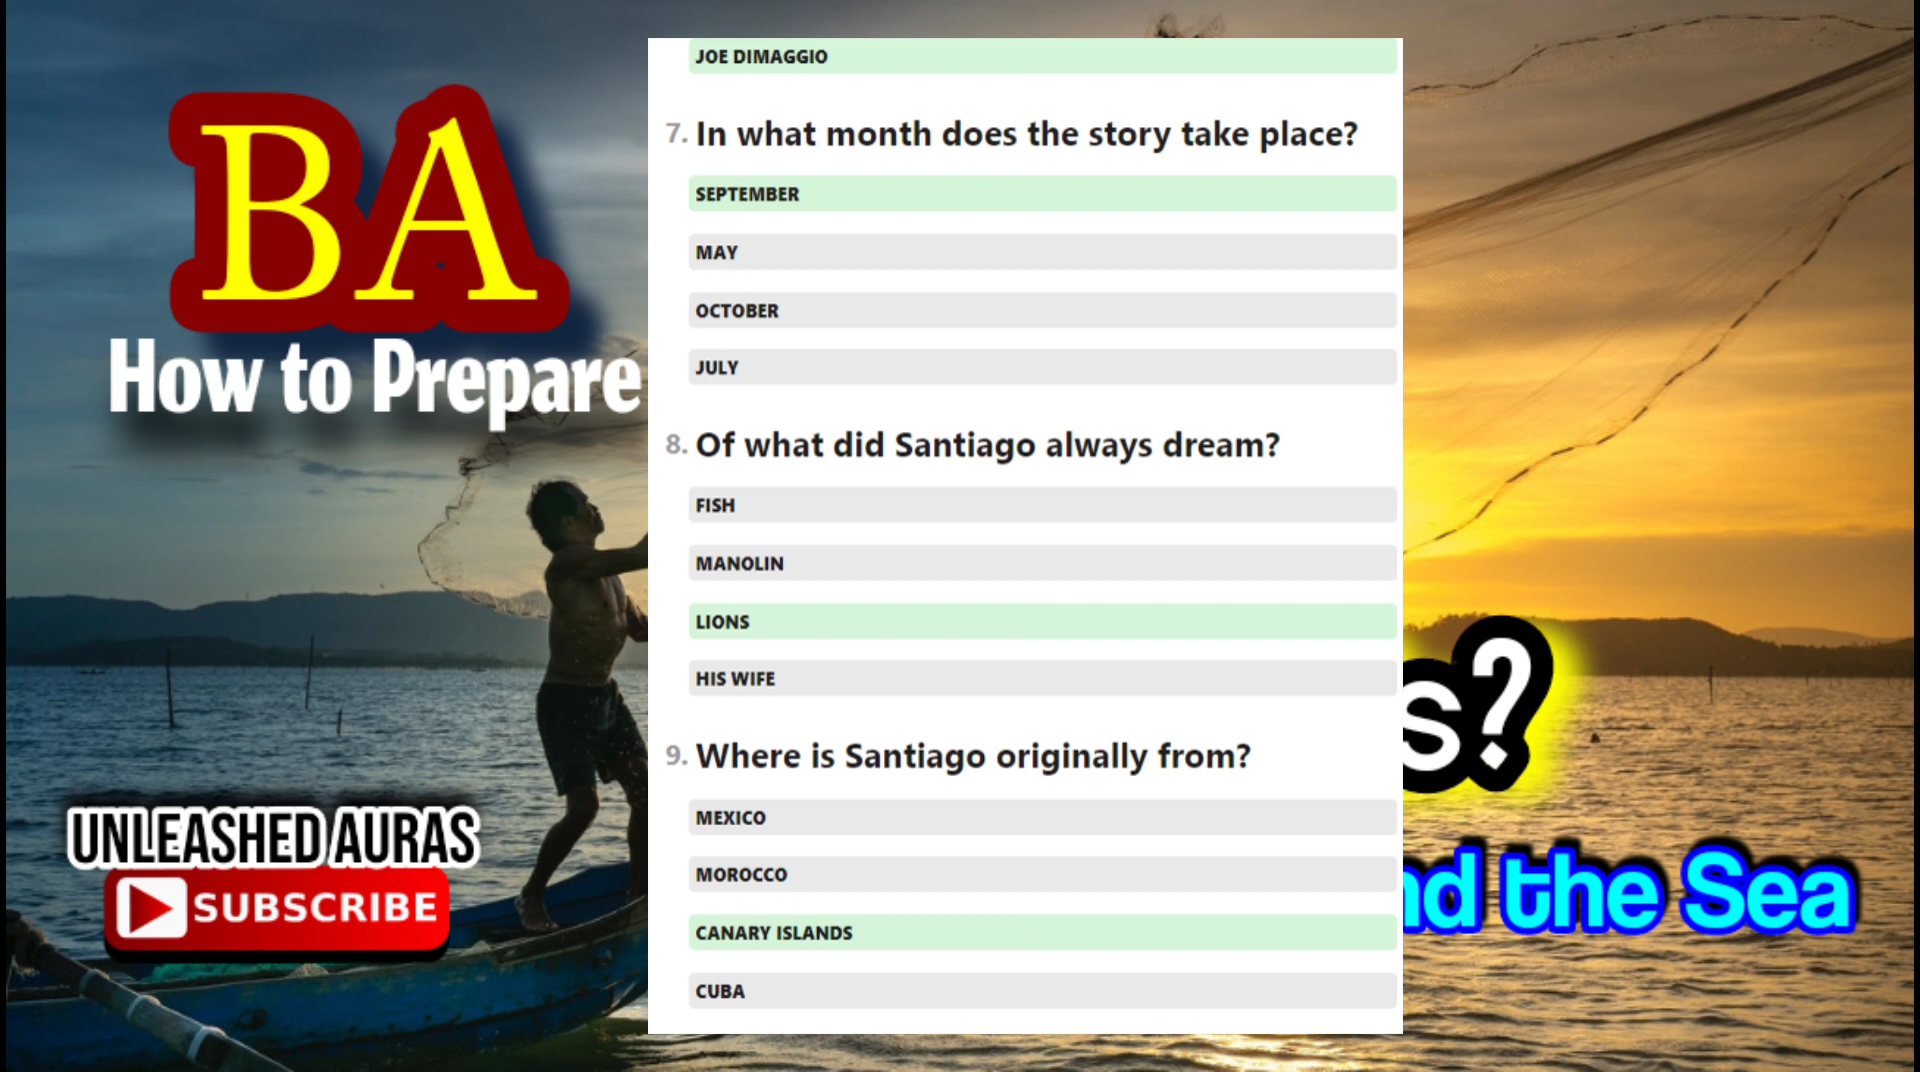 BA
How to Prepare
UNLEASHED AURAS
SUBSCRIBE
JOE DIMAGGIO
7. In what month does the story take place?
SEPTEMBER
MAY
OCTOBER
JULY
8. Of what did Santiago always dream?
FISH
MANOLIN
LIONS
HIS WIFE
9. Where is Santiago originally from?
MEXICO
MOROCCO
CANARY ISLANDS
CUBA
s?
nd the Sea